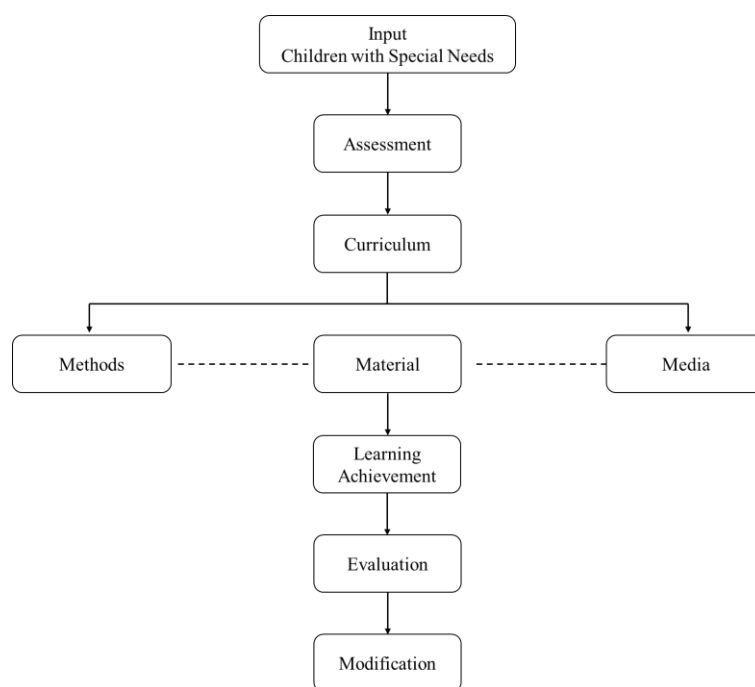 Input
Children with Special Needs
Assessment
Curriculum
Methods
Material
Media
Learning
Achievement
Evaluation
Modification